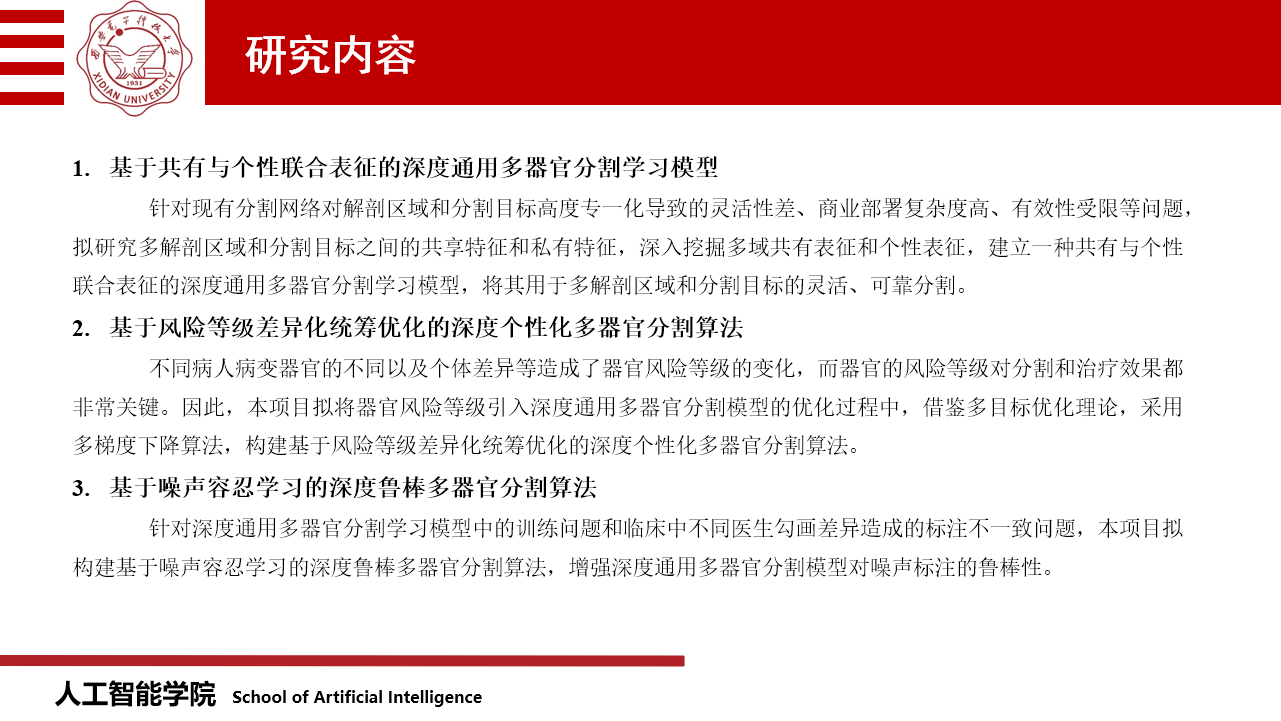 西安电子科技大学
1931
XIDIAN UNIVERSITY
研究内容
1. 基于共有与个性联合表征的深度通用多器官分割学习模型
针对现有分割网络对解剖区域和分割目标高度专一化导致的灵活性差、商业部署复杂度高、有效性受限等问题，
拟研究多解剖区域和分割目标之间的共享特征和私有特征，深入挖掘多域共有表征和个性表征，建立一种共有与个性
联合表征的深度通用多器官分割学习模型，将其用于多解剖区域和分割目标的灵活、可靠分割。
2. 基于风险等级差异化统筹优化的深度个性化多器官分割算法
不同病人病变器官的不同以及个体差异等造成了器官风险等级的变化，而器官的风险等级对分割和治疗效果都
非常关键。因此，本项目拟将器官风险等级引入深度通用多器官分割模型的优化过程中，借鉴多目标优化理论，采用
多梯度下降算法，构建基于风险等级差异化统筹优化的深度个性化多器官分割算法。
3. 基于噪声容忍学习的深度鲁棒多器官分割算法
针对深度通用多器官分割学习模型中的训练问题和临床中不同医生勾画差异造成的标注不一致问题，本项目拟
构建基于噪声容忍学习的深度鲁棒多器官分割算法，增强深度通用多器官分割模型对噪声标注的鲁棒性。
人工智能学院 School of Artificial Intelligence